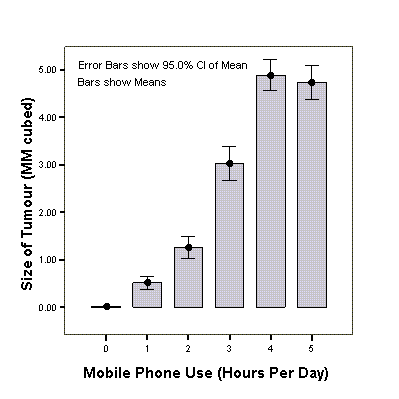 Error Bars show 95.0% CI of Mean
Bars show Means
5.00
4.00
3.00
2.00
1.00
0.00
Size of Tumour (MM cubed)
0 1 2 3 4 5
Mobile Phone Use (Hours Per Day)